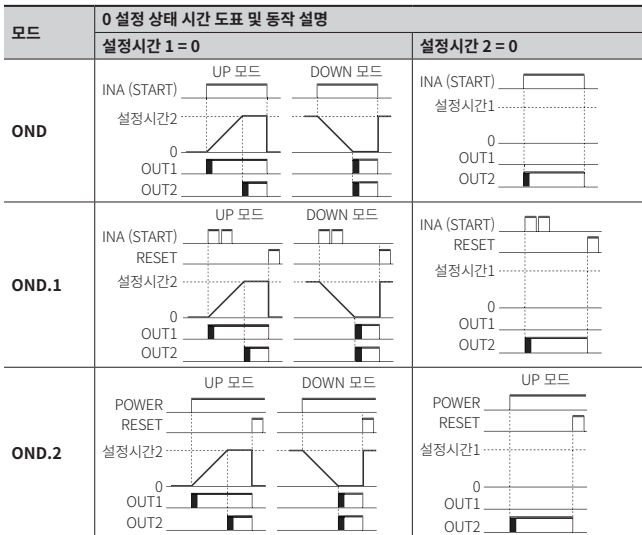 모드
0 설정 상태 시간 도표 및 동작 설명
설정시간 1 = 0
설정시간 2 = 0
OND
UP 모드
DOWN 모드
INA (START)
설정시간2
0
OUT1
OUT2
INA (START)
설정시간1
0
OUT1
OUT2
OND.1
UP 모드
DOWN 모드
INA (START)
RESET
설정시간2
0
OUT1
OUT2
INA (START)
RESET
설정시간1
0
OUT1
OUT2
OND.2
UP 모드
DOWN 모드
POWER
RESET
설정시간2
0
OUT1
OUT2
UP 모드
POWER
RESET
설정시간1
0
OUT1
OUT2